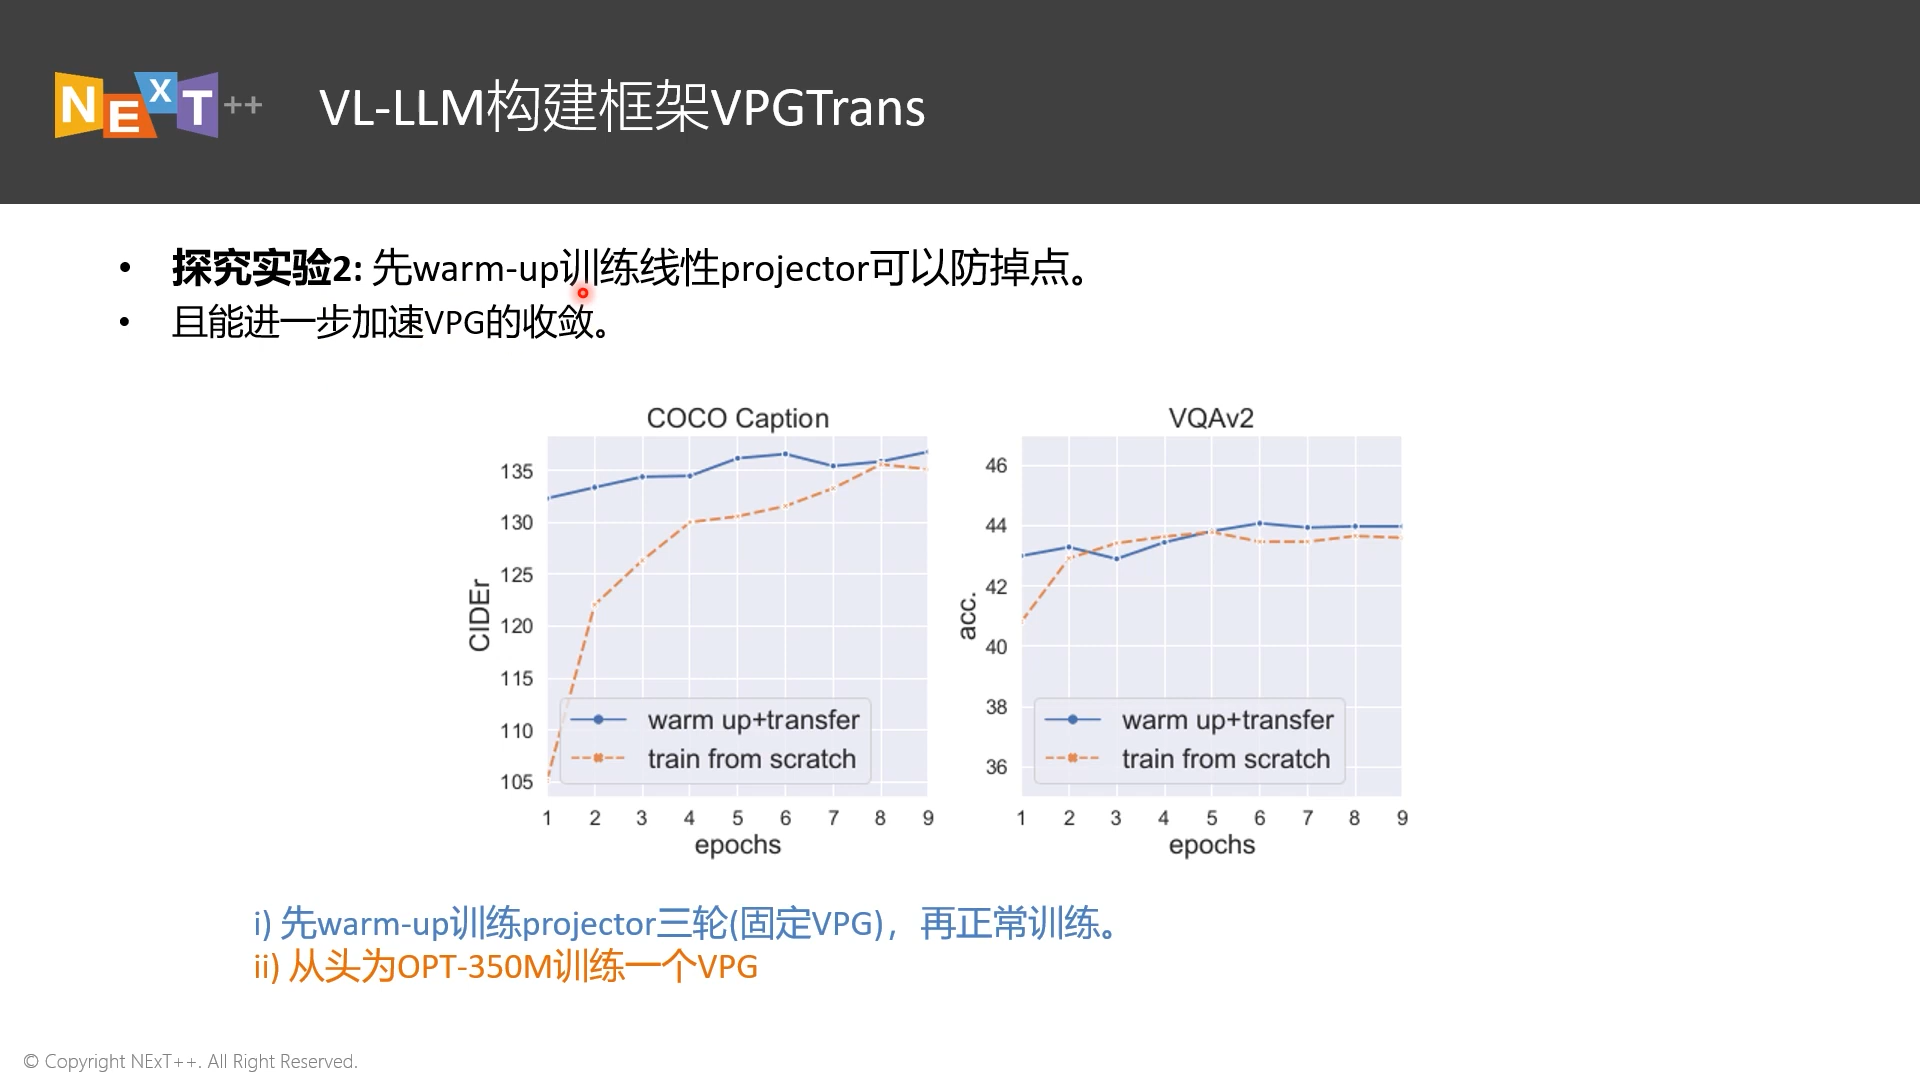 NExT++
VL-LLM构建框架VPGTrans
• 探究实验2: 先warm-up训练线性projector可以防掉点。
• 且能进一步加速VPG的收敛。
COCO Caption
135
130
125
120
115
110
105
CIDEr
warm up+transfer
train from scratch
1 2 3 4 5 6 7 8 9
epochs
VQAv2
46
44
42
40
38
36
acc.
warm up+transfer
train from scratch
1 2 3 4 5 6 7 8 9
epochs
i) 先warm-up训练projector三轮(固定VPG)，再正常训练。
ii) 从头为OPT-350M训练一个VPG
© Copyright NExT++. All Right Reserved.